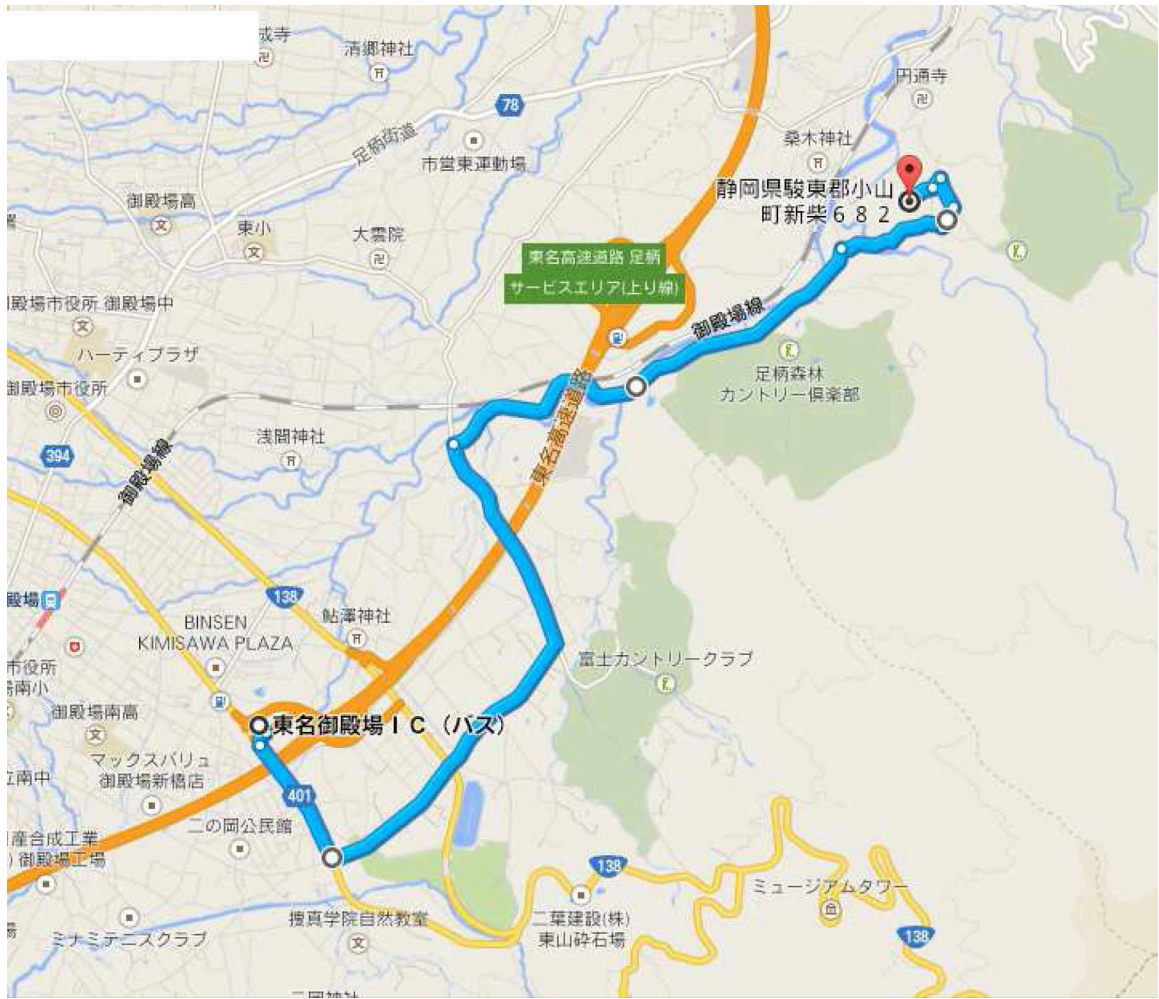 成寺
清郷神社
円通寺
78
足柄街道
市営東運動場
桑木神社
静岡県駿東郡小山
町新柴682
御殿場高
東小
大雲院
東名高速道路 足柄
サービスエリア(上り線)
殿場市役所 御殿場中
御殿場線
ハーティプラザ
足柄森林
カントリー倶楽部
御殿場市役所
東名高速道路
浅間神社
394
御殿場線
138
殿場
鮎澤神社
BINSEN
KIMISAWA PLAZA
市役所
南小
富士カントリークラブ
御殿場南高
東名御殿場IC(バス)
マックスバリュ
御殿場新橋店
立南中
401
二の岡公民館
産合成工業
) 御殿場工場
138
ミュージアムタワー
捜真学院自然教室
二葉建設(株)
東山砕石場
138
ミナミテニスクラブ
二岡神社